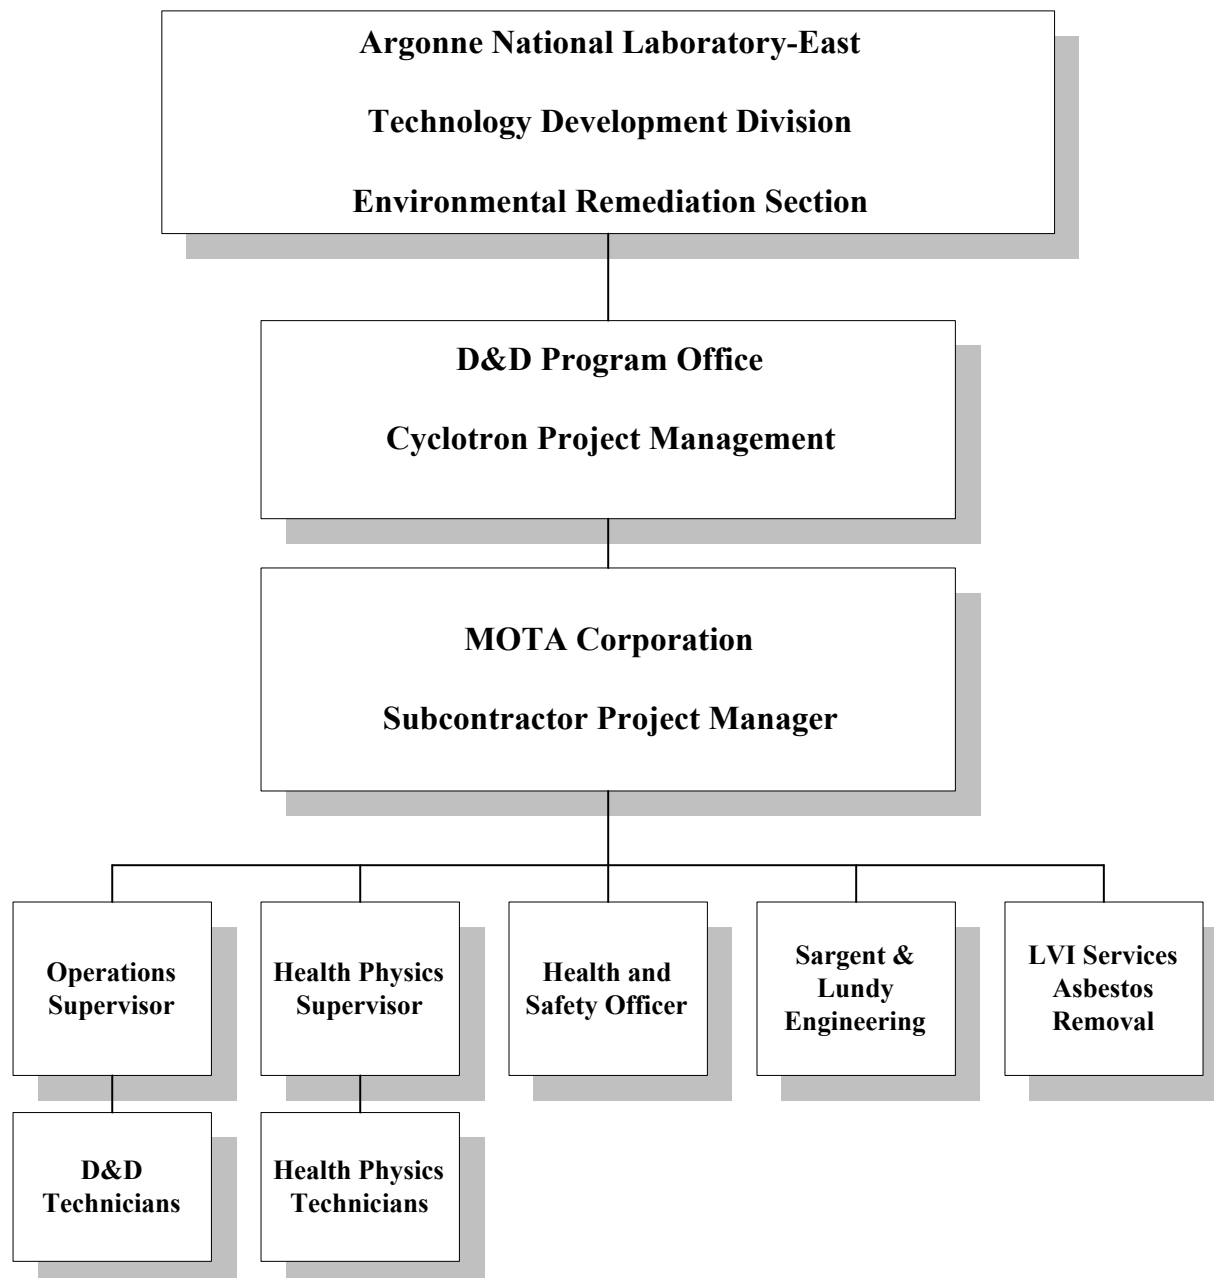 Argonne National Laboratory-East
Technology Development Division
Environmental Remediation Section
D&D Program Office
Cyclotron Project Management
MOTA Corporation
Subcontractor Project Manager
Operations
Supervisor
Health Physics
Supervisor
Health and
Safety Officer
Sargent &
Lundy
Engineering
LVI Services
Asbestos
Removal
D&D
Technicians
Health Physics
Technicians